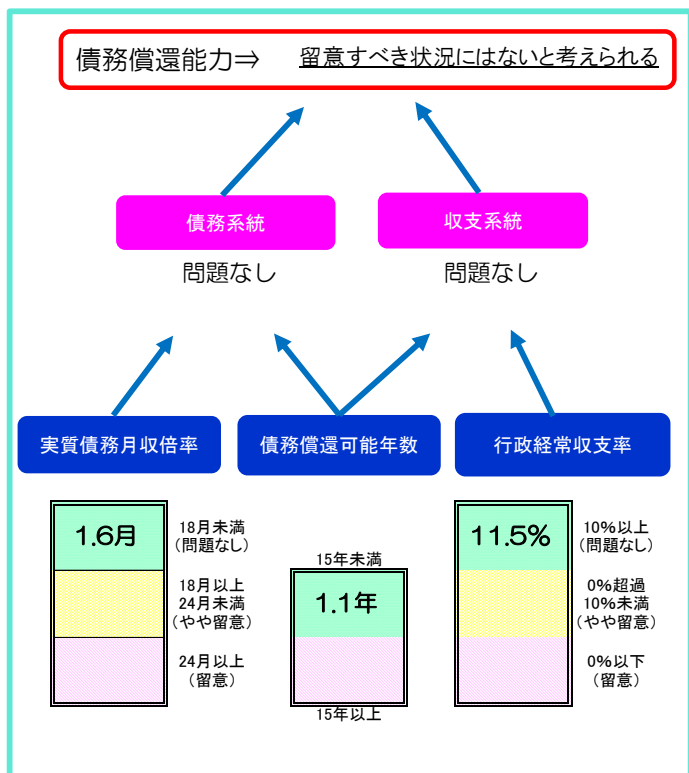 債務償還能力⇒ 留意すべき状況にはないと考えられる
債務系統
収支系統
問題なし
問題なし
実質債務月収倍率
債務償還可能年数
行政経常収支率
1.6月
18月未満
(問題なし)
18月以上
24月未満
(やや留意)
24月以上
(留意)
15年未満
1.1年
15年以上
11.5%
10%以上
(問題なし)
0%超過
10%未満
(やや留意)
0%以下
(留意)